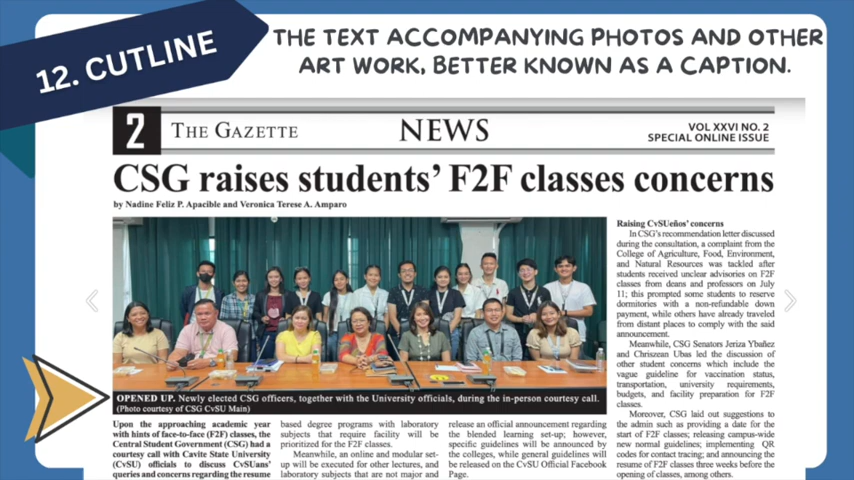 12. CUTLINE
THE TEXT ACCOMPANYING PHOTOS AND OTHER
ART WORK, BETTER KNOWN AS A CAPTION.
2 THE GAZETTE NEWS VOL XXVI NO. 2
SPECIAL ONLINE ISSUE
CSG raises students' F2F classes concerns
by Nadine Feliz P. Apacible and Veronica Terese A. Amparo
OPENED UP. Newly elected CSG officers, together with the University officials, during the in-person courtesy call.
(Photo courtesy of CSG CvSU Main)
Upon the approaching academic year
with hints of face-to-face (F2F) classes, the
Central Student Government (CSG) had a
courtesy call with Cavite State University
(CvSU) officials to discuss CvSUans'
queries and concerns regarding the resume
based degree programs with laboratory
subjects that require facility will be
prioritized for the F2F classes.
Meanwhile, an online and modular set-
up will be executed for other lectures, and
laboratory subjects that are not major and
release an official announcement regarding
the blended learning set-up; however,
specific guidelines will be announced by
the colleges, while general guidelines will
be released on the CvSU Official Facebook
Page.
Raising CvSUeños' concerns
In CSG's recommendation letter discussed
during the consultation, a complaint from the
College of Agriculture, Food, Environment,
and Natural Resources was tackled after
students received unclear advisories on F2F
classes from deans and professors on July
11; this prompted some students to reserve
dormitories with a non-refundable down
payment, while others have already traveled
from distant places to comply with the said
announcement.
Meanwhile, CSG Senators Jeriza Ybañez
and Chriszean Ubas led the discussion of
other student concerns which include the
vague guideline for vaccination status,
transportation, university requirements,
budgets, and facility preparation for F2F
classes.
Moreover, CSG laid out suggestions to
the admin such as providing a date for the
start of F2F classes; releasing campus-wide
new normal guidelines; implementing QR
codes for contact tracing; and announcing the
resume of F2F classes three weeks before the
opening of classes, among others.